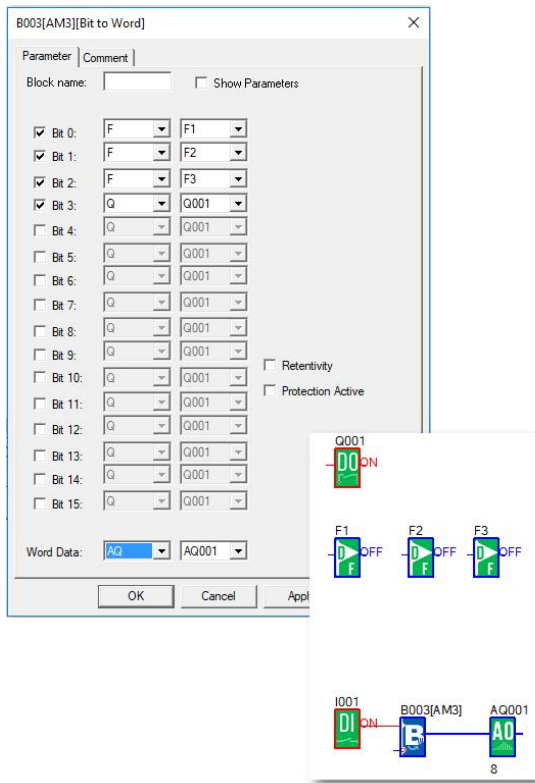 B003[AM3][Bit to Word]
Parameter
Comment
Block name:
Show Parameters
Bit 0: F F1
Bit 1: F F2
Bit 2: F F3
Bit 3: Q Q001
Bit 4: Q Q001
Bit 5: Q Q001
Bit 6: Q Q001
Bit 7: Q Q001
Bit 8: Q Q001
Bit 9: Q Q001
Retentivity
Bit 10: Q Q001
Protection Active
Bit 11: Q Q001
Bit 12: Q Q001
Bit 13: Q Q001
Bit 14: Q Q001
Bit 15: Q Q001
Word Data: AQ AQ001
OK Cancel Appl
Q001
DO ON
F1 F2 F3
D F OFF D F OFF D F OFF
I001 B003[AM3] AQ001
DI ON B AO
8